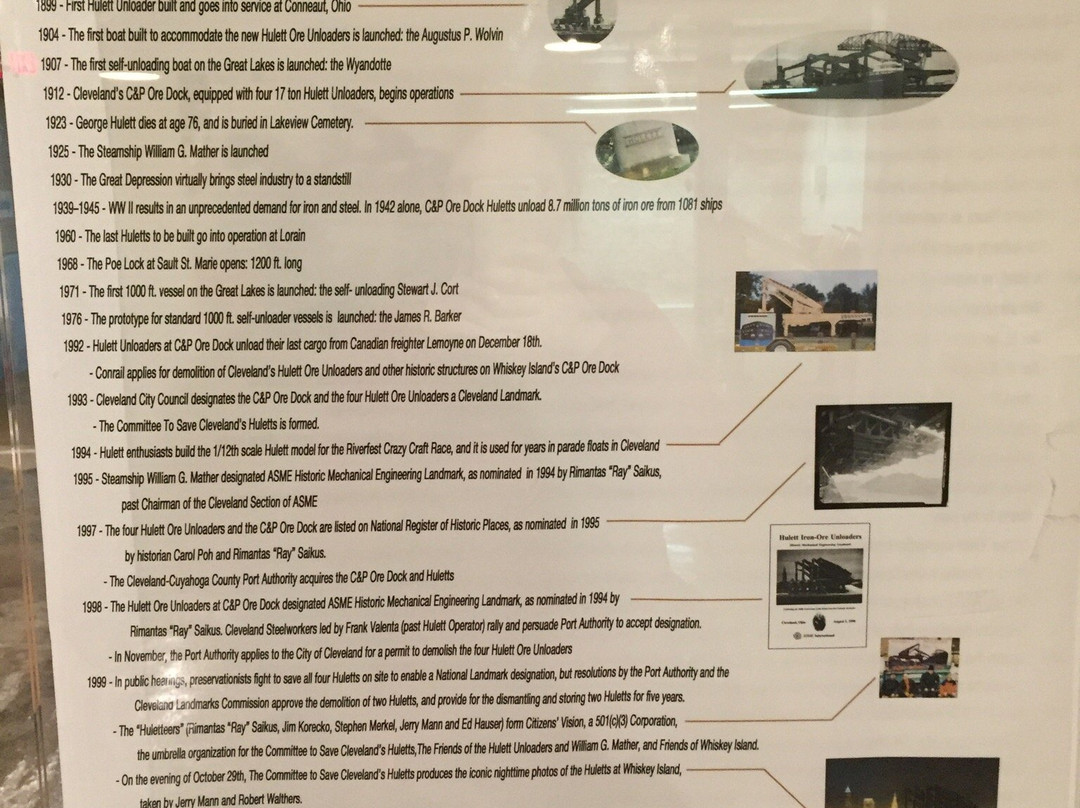 1899 - First Hulett Unloader built and goes into service at Conneaut, Ohio
1904 - The first boat built to accommodate the new Hulett Ore Unloaders is launched: the Augustus P. Wolvin
1907 - The first self-unloading boat on the Great Lakes is launched: the Wyandotte
1912 - Cleveland's C&P Ore Dock, equipped with four 17 ton Hulett Unloaders, begins operations
1923 - George Hulett dies at age 76, and is buried in Lakeview Cemetery.
HULETT
1925 - The Steamship William G. Mather is launched
1930 - The Great Depression virtually brings steel industry to a standstill
1939–1945 - WW II results in an unprecedented demand for iron and steel. In 1942 alone, C&P Ore Dock Huletts unload 8.7 million tons of iron ore from 1081 ships
1960 - The last Huletts to be built go into operation at Lorain
1968 - The Poe Lock at Sault St. Marie opens: 1200 ft. long
1971 - The first 1000 ft. vessel on the Great Lakes is launched: the self- unloading Stewart J. Cort
1976 - The prototype for standard 1000 ft. self-unloader vessels is launched: the James R. Barker
1992 - Hulett Unloaders at C&P Ore Dock unload their last cargo from Canadian freighter Lemoyne on December 18th.
- Conrail applies for demolition of Cleveland's Hulett Ore Unloaders and other historic structures on Whiskey Island's C&P Ore Dock
1993 - Cleveland City Council designates the C&P Ore Dock and the four Hulett Ore Unloaders a Cleveland Landmark.
- The Committee To Save Cleveland's Huletts is formed.
1994 - Hulett enthusiasts build the 1/12th scale Hulett model for the Riverfest Crazy Craft Race, and it is used for years in parade floats in Cleveland
1995 - Steamship William G. Mather designated ASME Historic Mechanical Engineering Landmark, as nominated in 1994 by Rimantas "Ray" Saikus,
past Chairman of the Cleveland Section of ASME
1997 - The four Hulett Ore Unloaders and the C&P Ore Dock are listed on National Register of Historic Places, as nominated in 1995
by historian Carol Poh and Rimantas "Ray" Saikus.
- The Cleveland-Cuyahoga County Port Authority acquires the C&P Ore Dock and Huletts
Hulett Iron-Ore Unloaders
Historic Mechanical Engineering Landmark
Cleveland, Ohio
August 2, 1998
ASME International
1998 - The Hulett Ore Unloaders at C&P Ore Dock designated ASME Historic Mechanical Engineering Landmark, as nominated in 1994 by
Rimantas "Ray" Saikus. Cleveland Steelworkers led by Frank Valenta (past Hulett Operator) rally and persuade Port Authority to accept designation.
- In November, the Port Authority applies to the City of Cleveland for a permit to demolish the four Hulett Ore Unloaders
1999 - In public hearings, preservationists fight to save all four Huletts on site to enable a National Landmark designation, but resolutions by the Port Authority and the
Cleveland Landmarks Commission approve the demolition of two Huletts, and provide for the dismantling and storing two Huletts for five years.
- The "Huletteers" (Rimantas "Ray" Saikus, Jim Korecko, Stephen Merkel, Jerry Mann and Ed Hauser) form Citizens' Vision, a 501(c)(3) Corporation,
the umbrella organization for the Committee to Save Cleveland's Huletts,The Friends of the Hulett Unloaders and William G. Mather, and Friends of Whiskey Island.
- On the evening of October 29th, The Committee to Save Cleveland's Huletts produces the iconic nighttime photos of the Huletts at Whiskey Island,
taken by Jerry Mann and Robert Walthers.